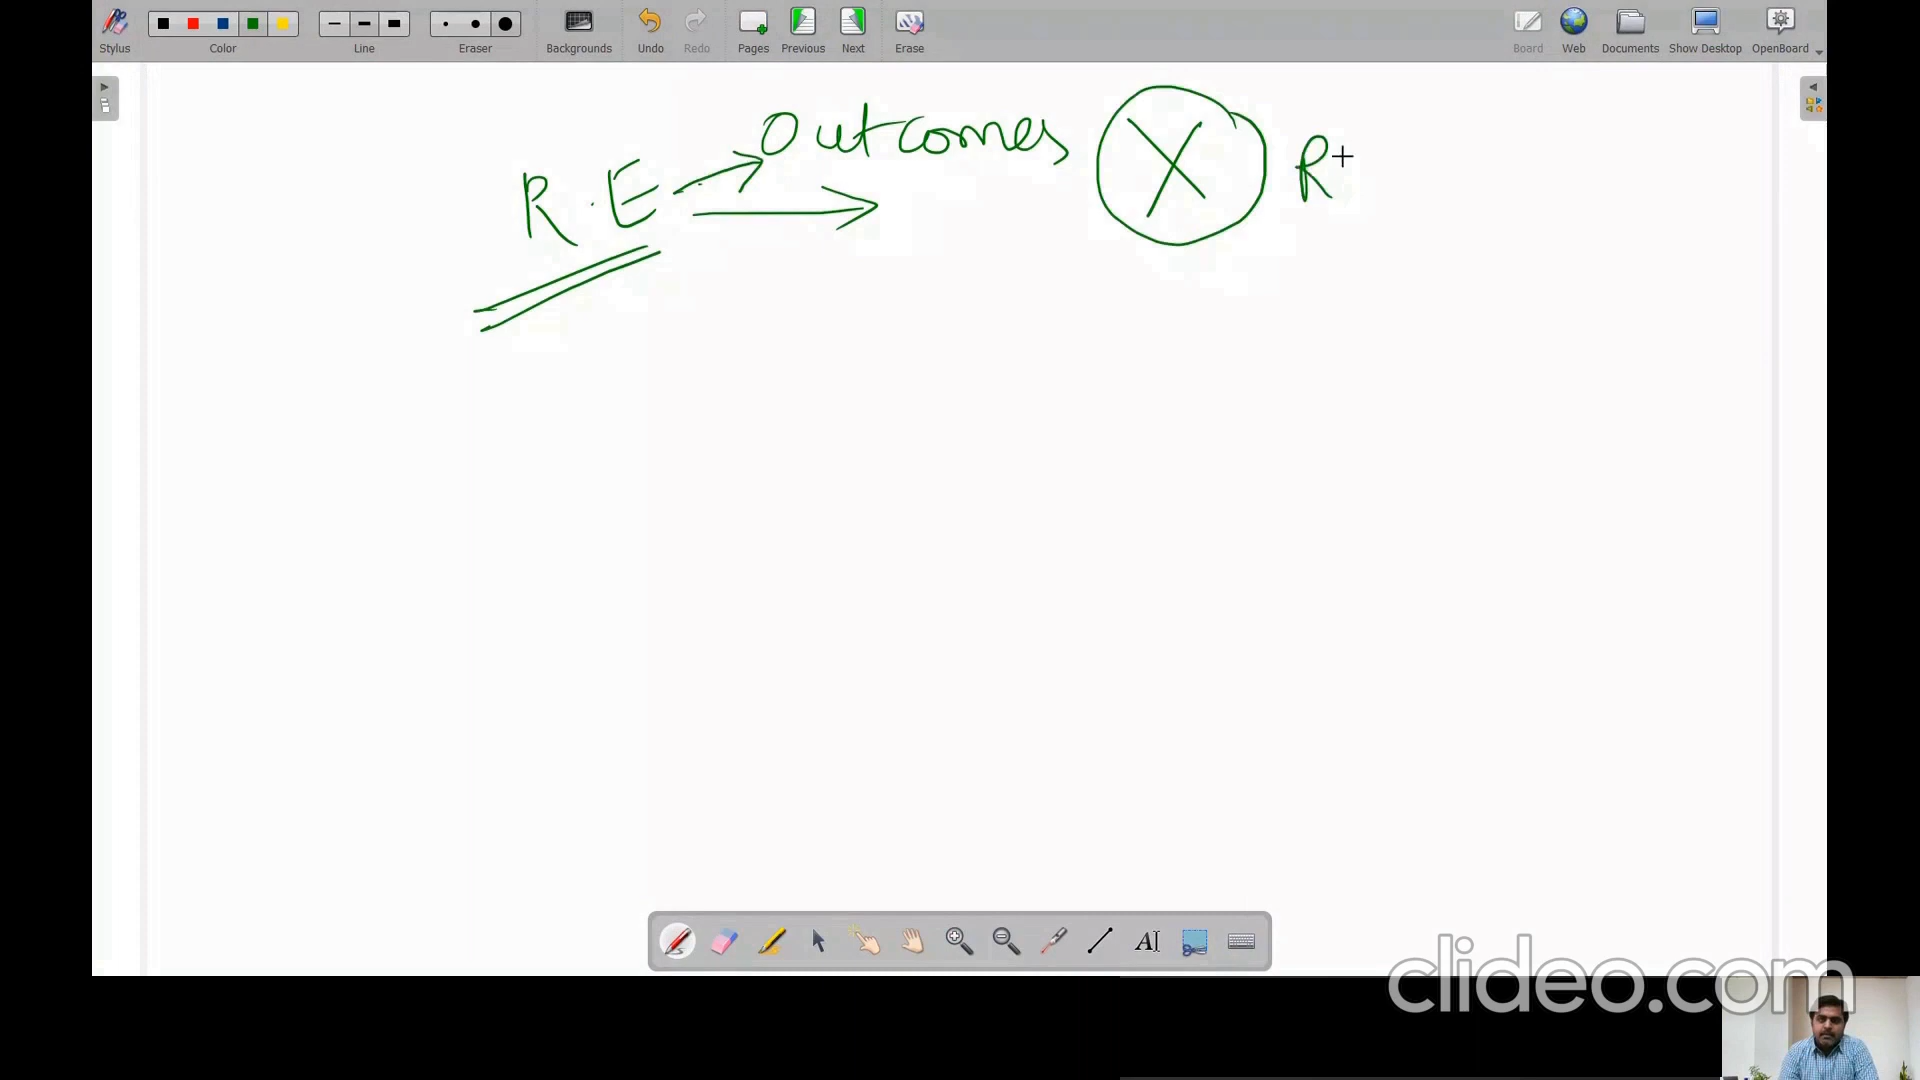 Stylus Color Line Eraser Backgrounds Undo Redo Pages Previous Next Erase Board Web Documents Show Desktop OpenBoard
Outcomes X R
R.E
clideo.com